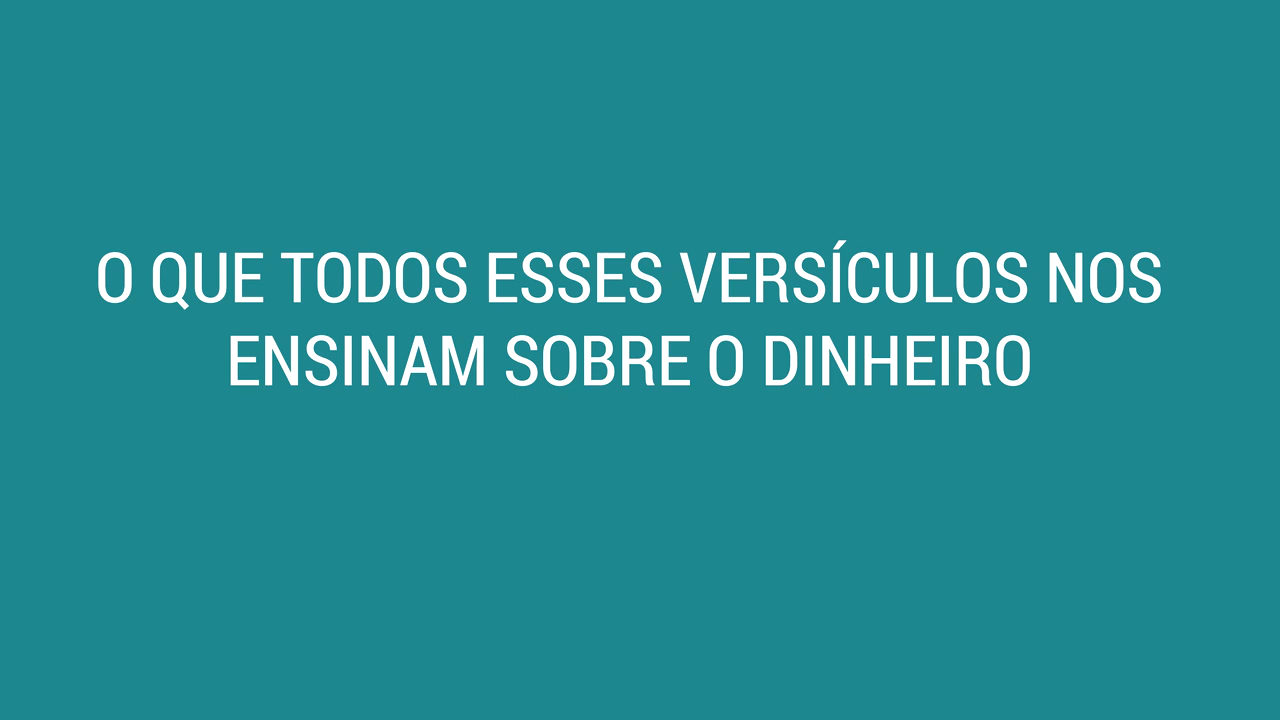 O QUE TODOS ESSES VERSÍCULOS NOS
ENSINAM SOBRE O DINHEIRO